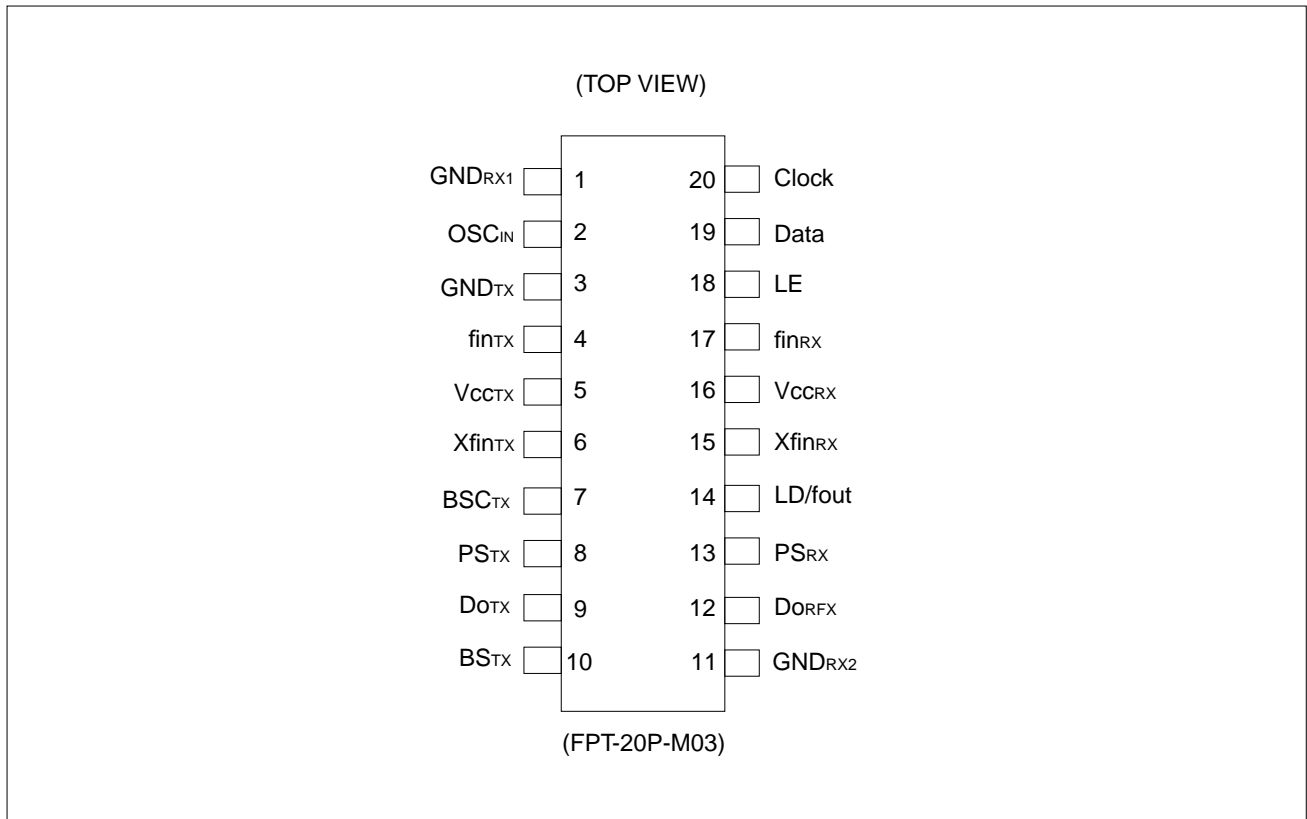 (TOP VIEW)
GNDRX1 1 20 Clock
OSCIN 2 19 Data
GNDTX 3 18 LE
finTX 4 17 finRX
VccTX 5 16 VccRX
XfinTX 6 15 XfinRX
BSCTX 7 14 LD/fout
PSTX 8 13 PSRX
DoTX 9 12 DoRFX
BSTX 10 11 GNDRX2
(FPT-20P-M03)